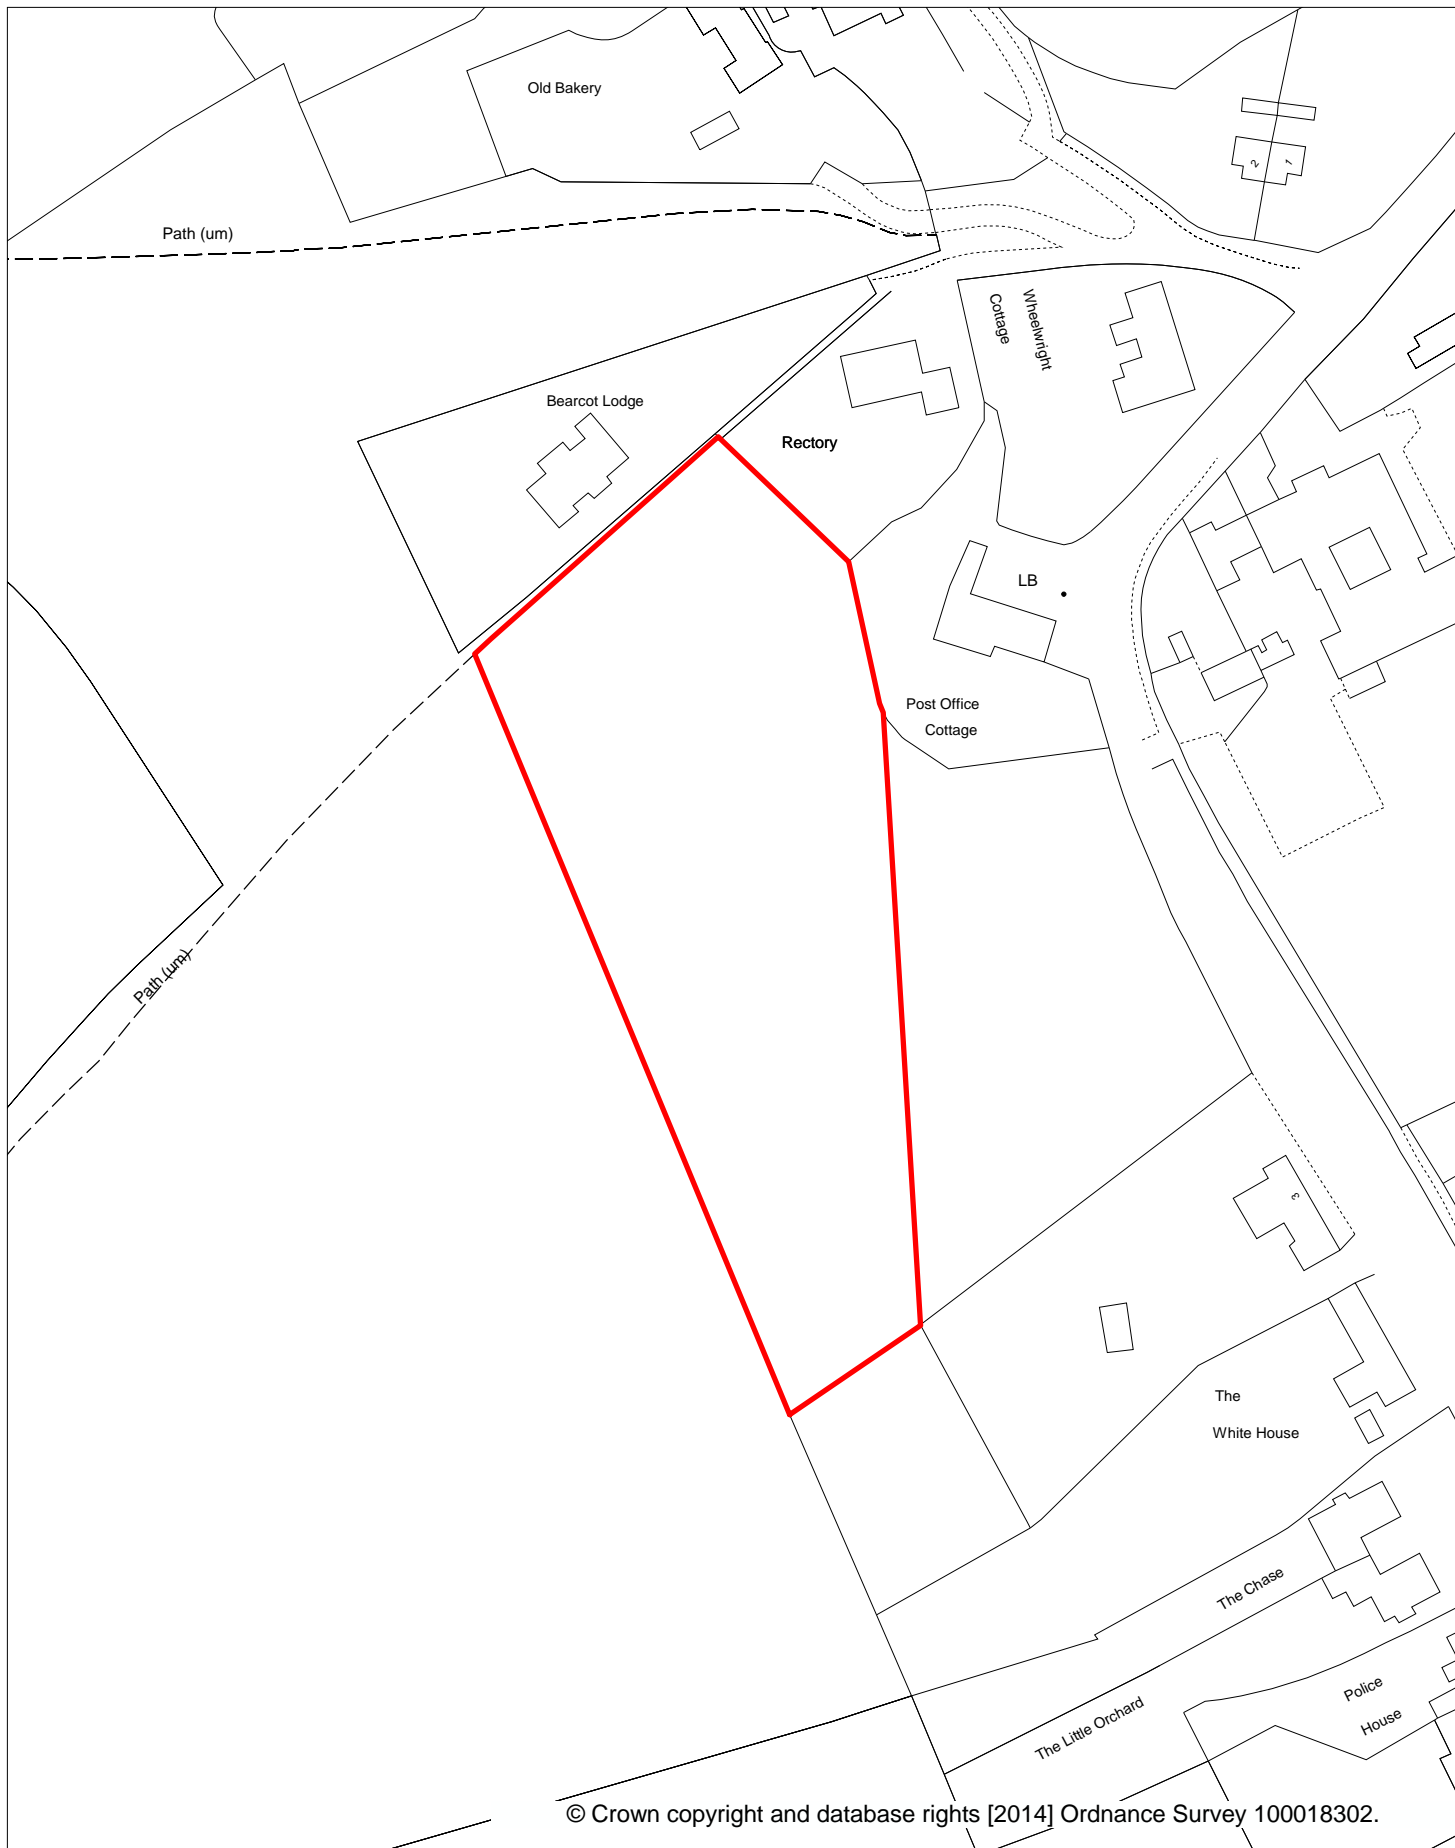 Old Bakery
2
1
Path (um)
Wheelwright
Cottage
Bearcot Lodge
Rectory
LB
Post Office
Cottage
Path (um)
3
The
White House
The Chase
Police
House
The Little Orchard
© Crown copyright and database rights [2014] Ordnance Survey 100018302.